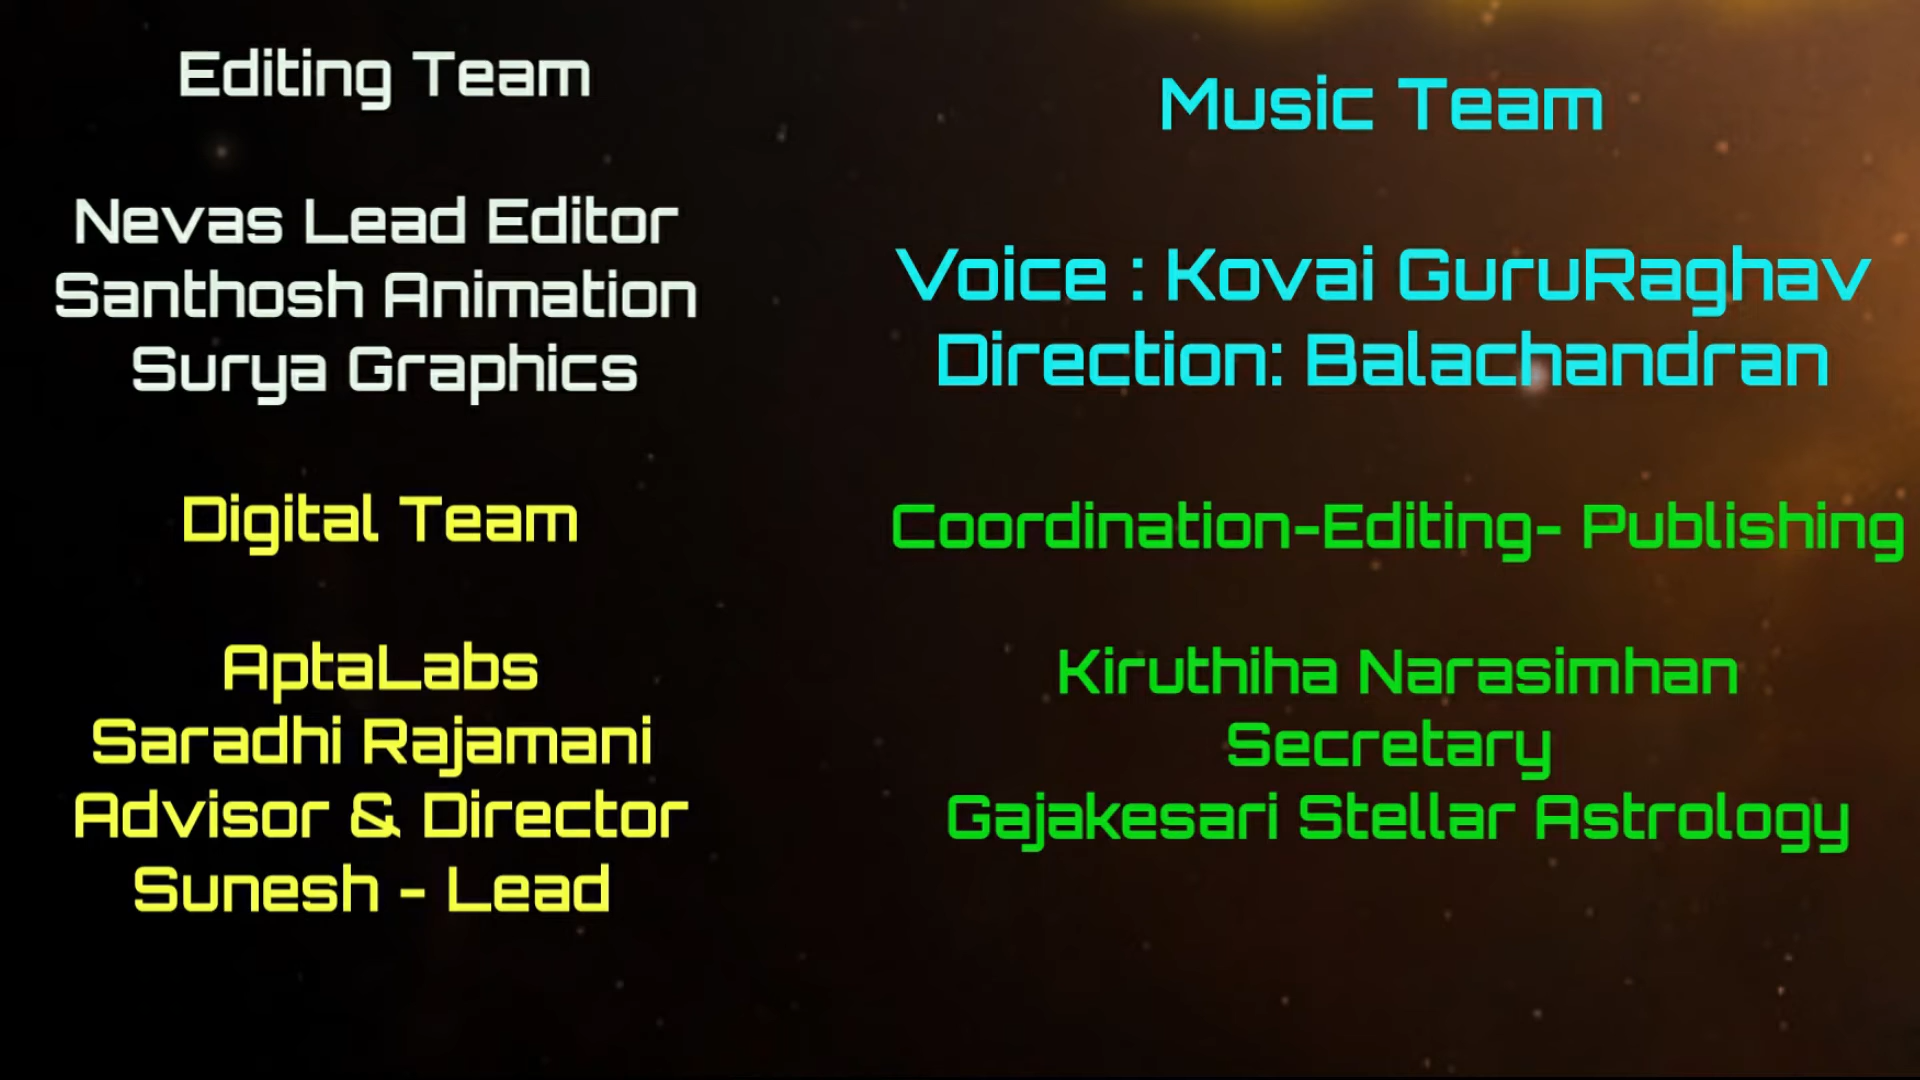 Editing Team
Nevas Lead Editor
Santhosh Animation
Surya Graphics
Digital Team
AptaLabs
Saradhi Rajamani
Advisor & Director
Sunesh - Lead
Music Team
Voice : Kovai GuruRaghav
Direction: Balachandran
Coordination-Editing- Publishing
Kiruthiha Narasimhan
Secretary
Gajakesari Stellar Astrology